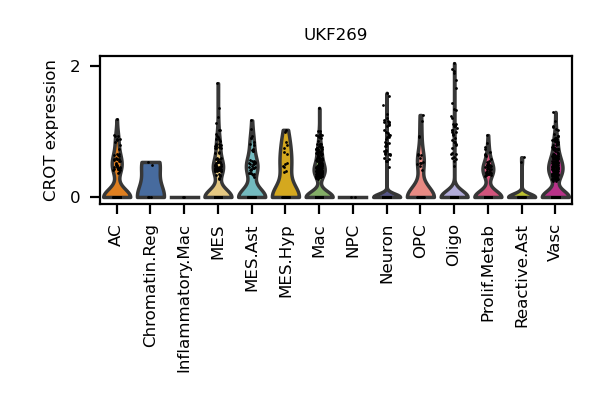 UKF269
CROT expression
2
0
AC
Chromatin.Reg
Inflammatory.Mac
MES
MES.Ast
MES.Hyp
Mac
NPC
Neuron
OPC
Oligo
Prolif.Metab
Reactive.Ast
Vasc